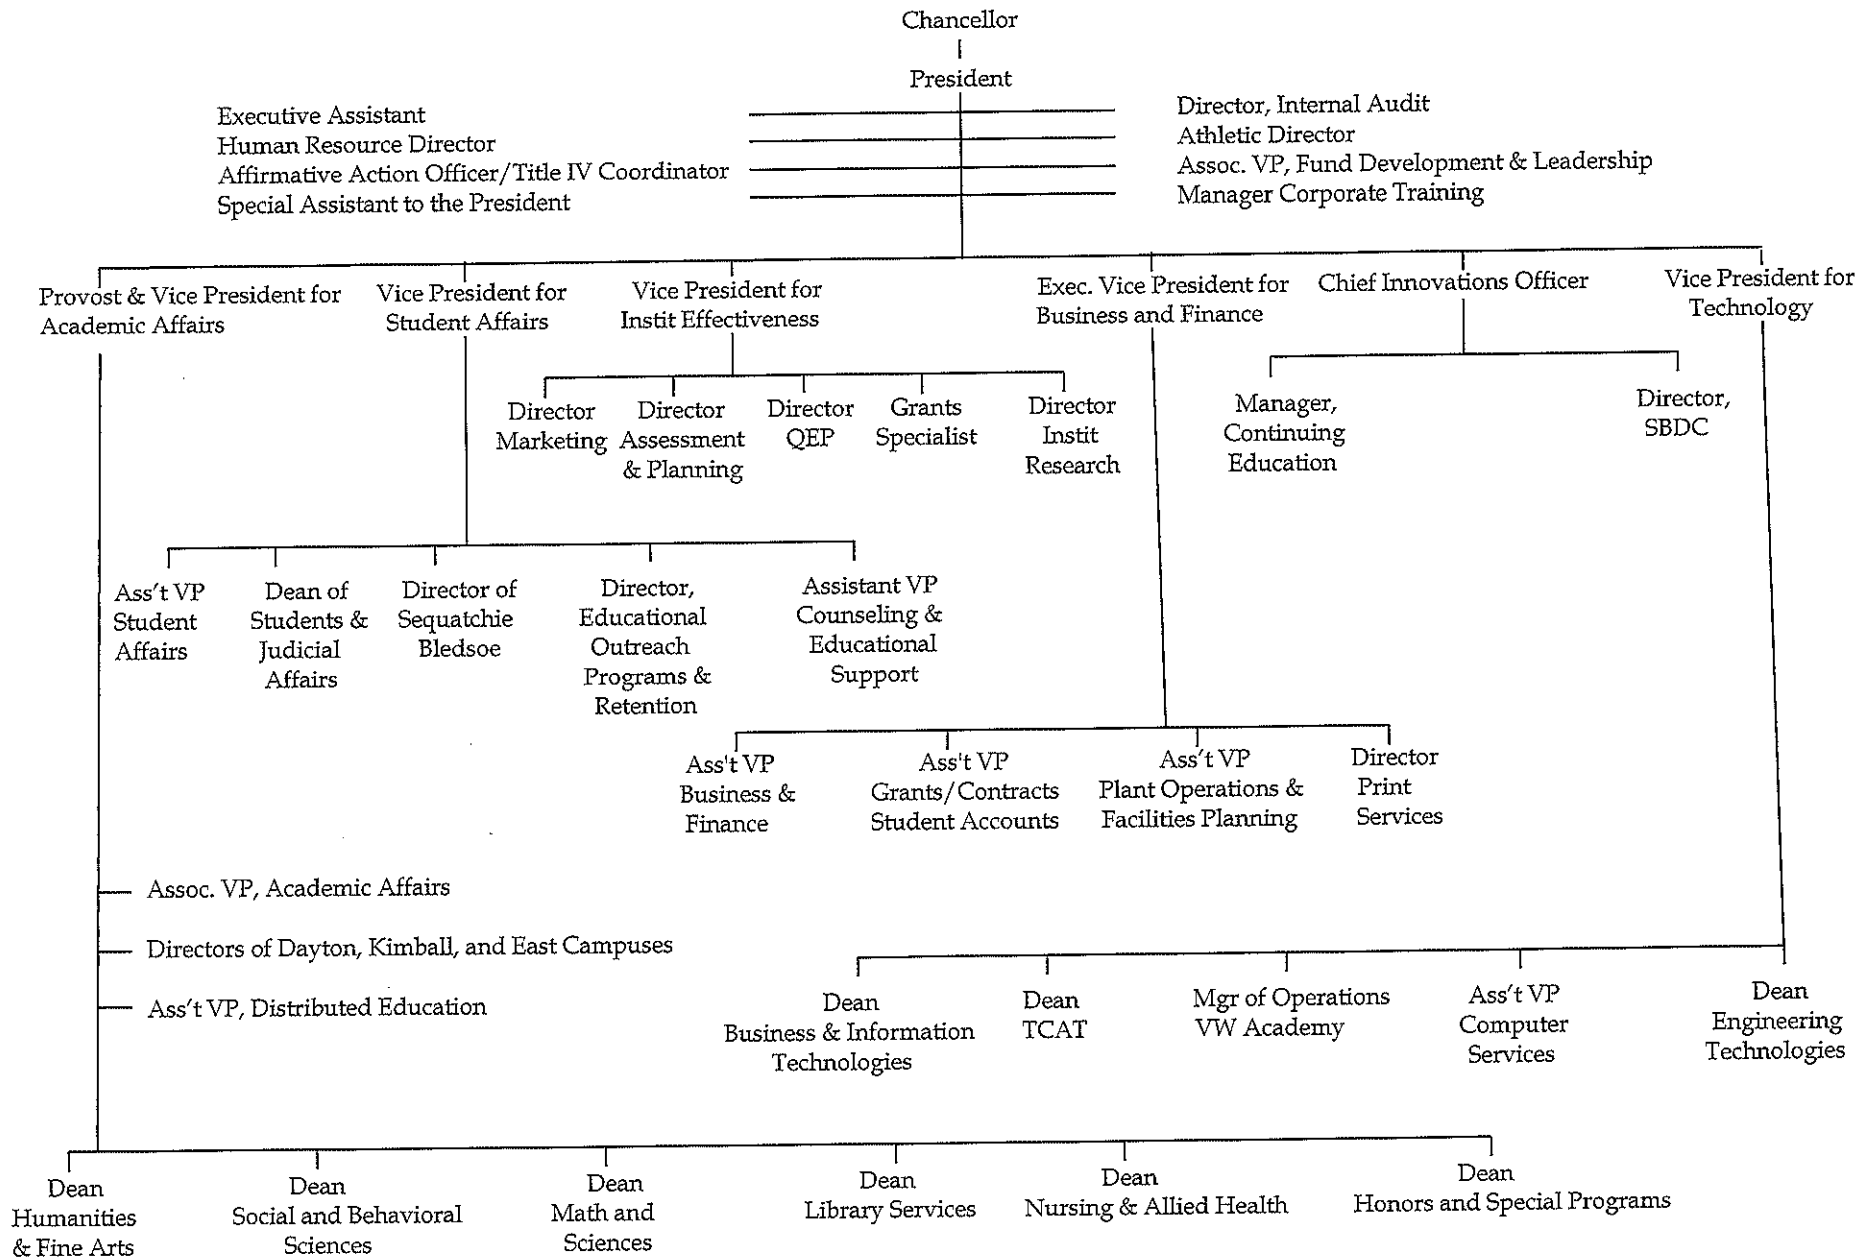 Chancellor
President
Executive Assistant
Human Resource Director
Affirmative Action Officer/Title IV Coordinator
Special Assistant to the President
Director, Internal Audit
Athletic Director
Assoc. VP, Fund Development & Leadership
Manager Corporate Training
Provost & Vice President for
Academic Affairs
Vice President for
Student Affairs
Vice President for
Instit Effectiveness
Exec. Vice President for
Business and Finance
Chief Innovations Officer
Vice President for
Technology
Director
Marketing
Director
Assessment
& Planning
Director
QEP
Grants
Specialist
Director
Instit
Research
Manager,
Continuing
Education
Director,
SBDC
Ass't VP
Student
Affairs
Dean of
Students &
Judicial
Affairs
Director of
Sequatchie
Bledsoe
Director,
Educational
Outreach
Programs &
Retention
Assistant VP
Counseling &
Educational
Support
Ass't VP
Business &
Finance
Ass't VP
Grants/Contracts
Student Accounts
Ass't VP
Plant Operations &
Facilities Planning
Director
Print
Services
Assoc. VP, Academic Affairs
Directors of Dayton, Kimball, and East Campuses
Ass't VP, Distributed Education
Dean
Business & Information
Technologies
Dean
TCAT
Mgr of Operations
VW Academy
Ass't VP
Computer
Services
Dean
Engineering
Technologies
Dean
Humanities
& Fine Arts
Dean
Social and Behavioral
Sciences
Dean
Math and
Sciences
Dean
Library Services
Dean
Nursing & Allied Health
Dean
Honors and Special Programs